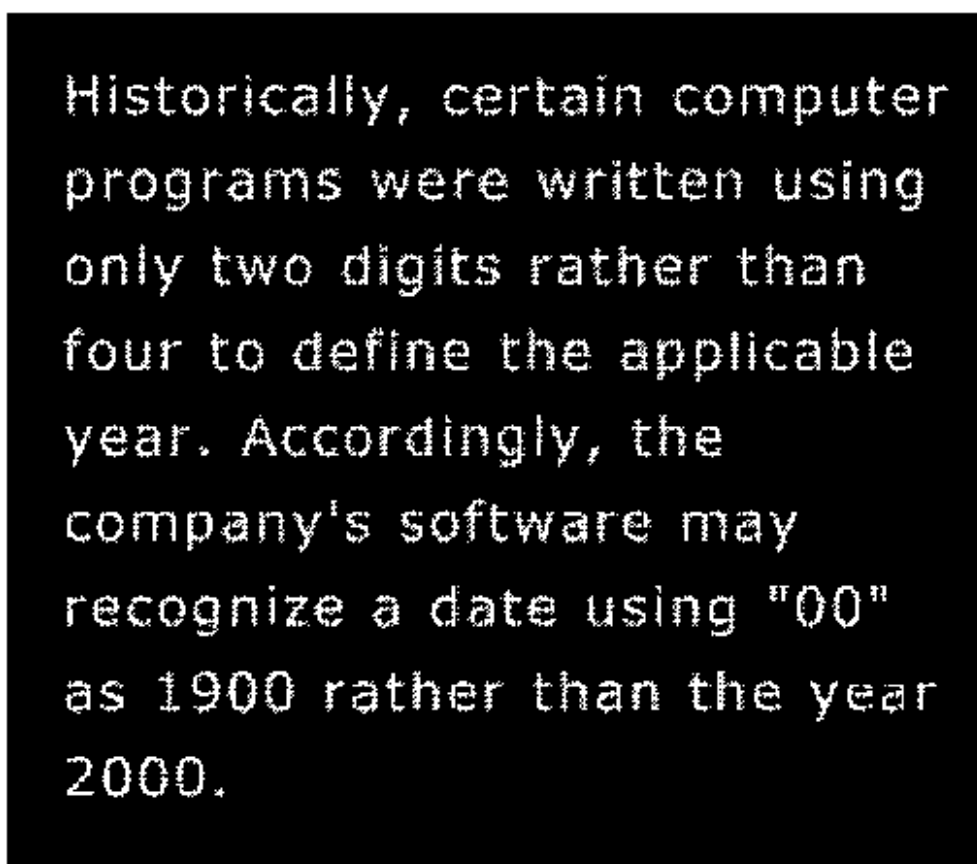 Historically, certain computer
programs were written using
only two digits rather than
four to define the applicable
year. Accordingly, the
company's software may
recognize a date using "00"
as 1900 rather than the year
2000.